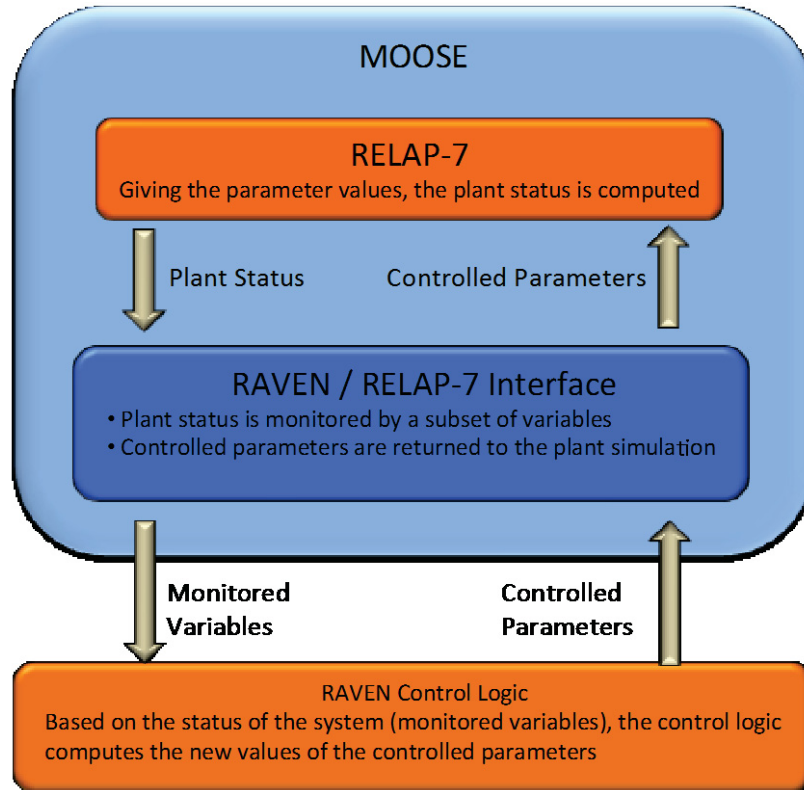 MOOSE
RELAP-7
Giving the parameter values, the plant status is computed
Plant Status
Controlled Parameters
RAVEN / RELAP-7 Interface
• Plant status is monitored by a subset of variables
• Controlled parameters are returned to the plant simulation
Monitored
Variables
Controlled
Parameters
RAVEN Control Logic
Based on the status of the system (monitored variables), the control logic
computes the new values of the controlled parameters